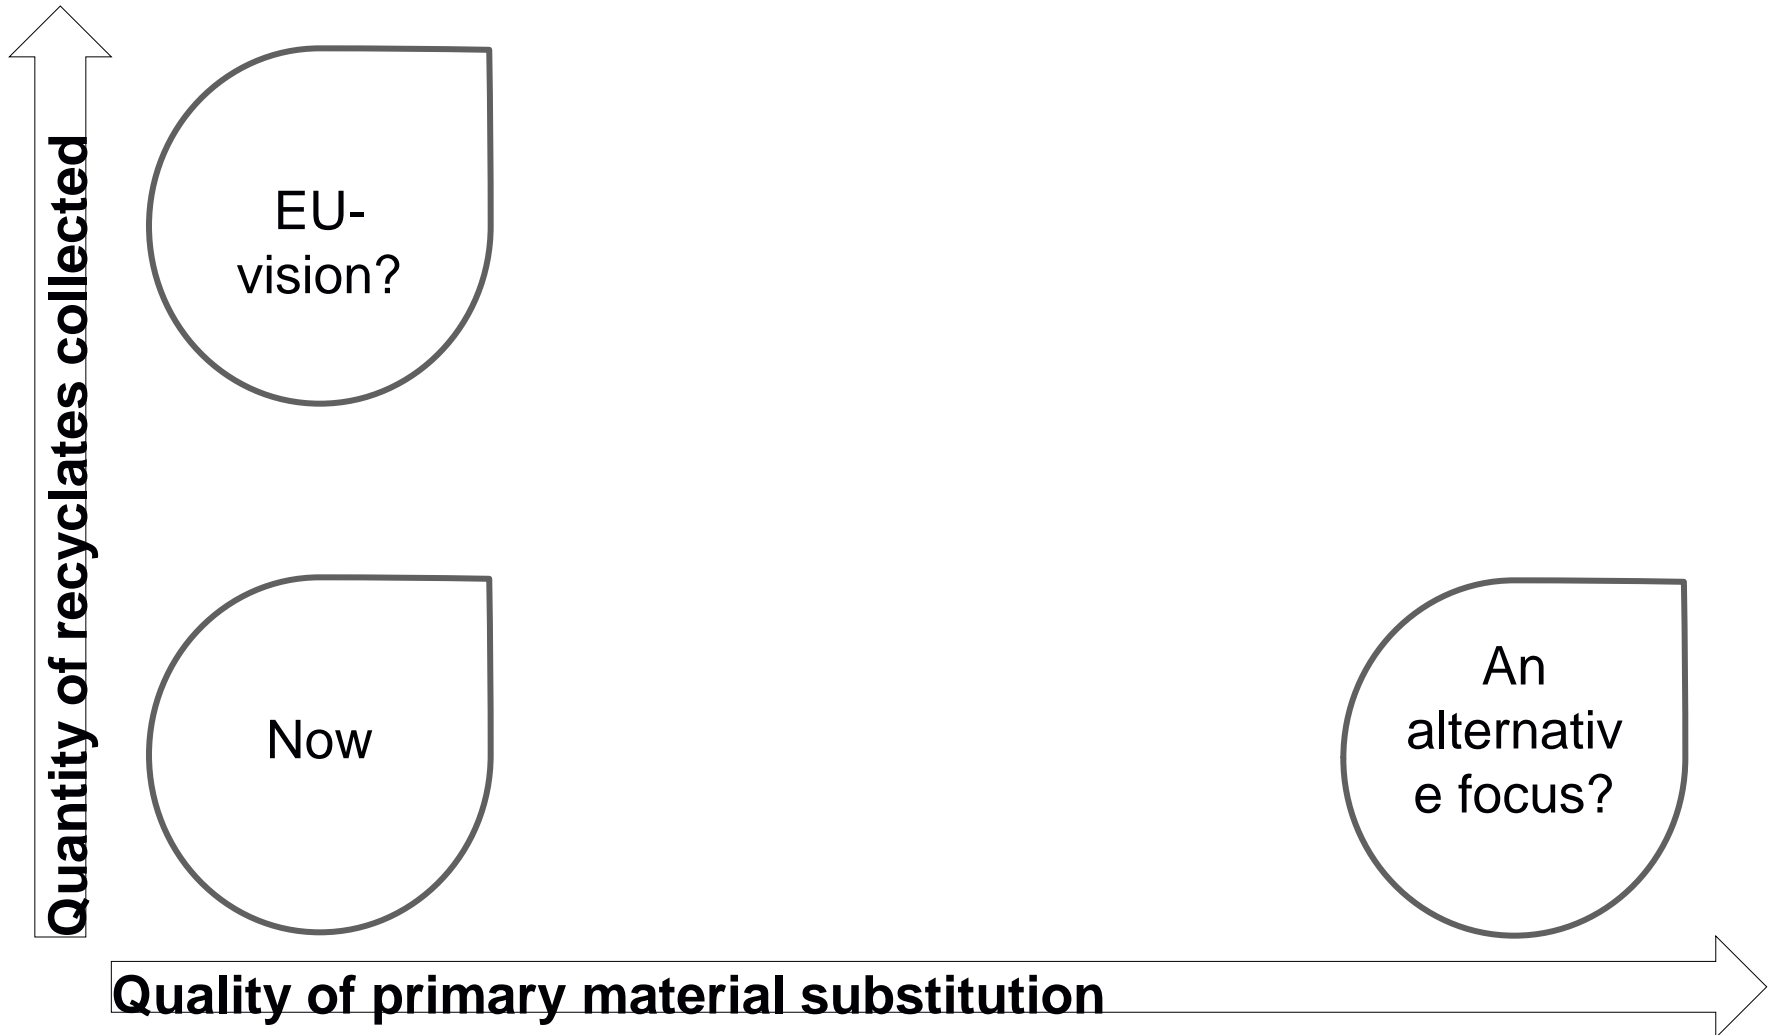 Quantity of recyclates collected
EU-
vision?
Now
An
alternativ
e focus?
Quality of primary material substitution